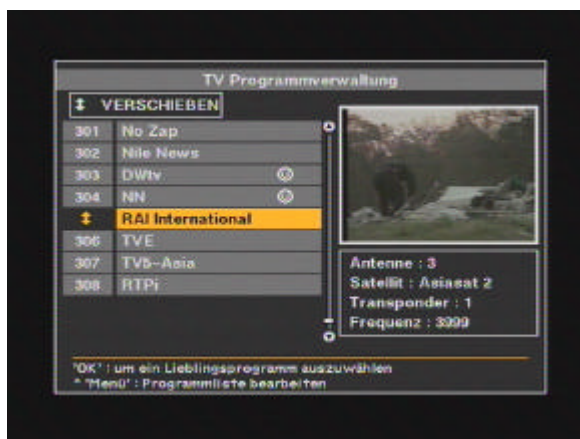 TV Programmverwaltung
VERSCHIEBEN
301 No Zap
302 Nile News
303 DWtv
304 NN
RAI International
306 TVE
307 TV5-Asia
308 RTPi
Antenne : 3
Satellit : Asiasat 2
Transponder : 1
Frequenz : 3999
"OK" : um ein Lieblingsprogramm auszuwählen
* "Menü" : Programmliste bearbeiten